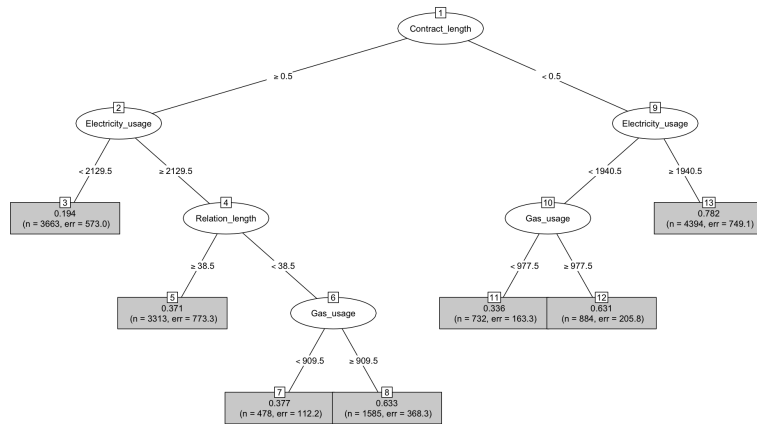 1
Contract_length
≥ 0.5
< 0.5
2
Electricity_usage
9
Electricity_usage
< 2129.5
≥ 2129.5
< 1940.5
≥ 1940.5
3
0.194
(n = 3663, err = 573.0)
4
Relation_length
10
Gas_usage
13
0.782
(n = 4394, err = 749.1)
≥ 38.5
< 38.5
< 977.5
≥ 977.5
5
0.371
(n = 3313, err = 773.3)
6
Gas_usage
11
0.336
(n = 732, err = 163.3)
12
0.631
(n = 884, err = 205.8)
< 909.5
≥ 909.5
7
0.377
(n = 478, err = 112.2)
8
0.633
(n = 1585, err = 368.3)